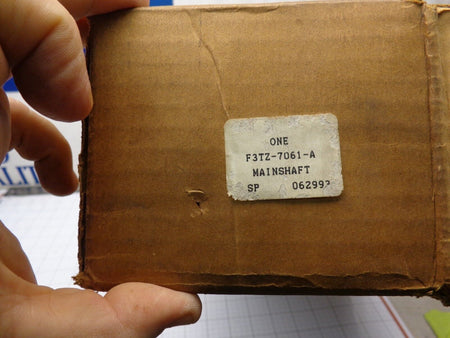 ONE
F3TZ-7061-A
MAINSHAFT
SP